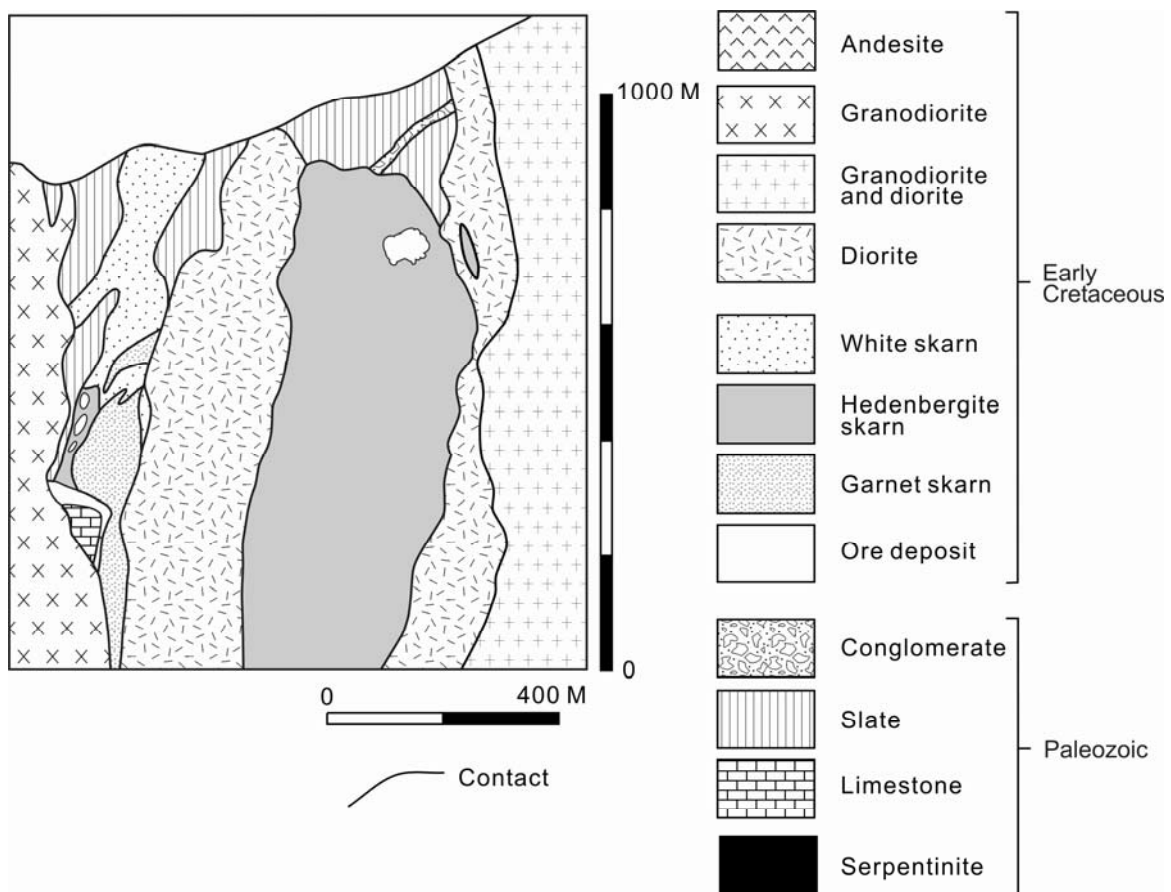 Andesite
1000 M
Granodiorite
Granodiorite
and diorite
Diorite
Early
Cretaceous
White skarn
Hedenbergite
skarn
Garnet skarn
Ore deposit
Conglomerate
0
0
400 M
Slate
Paleozoic
Contact
Limestone
Serpentinite